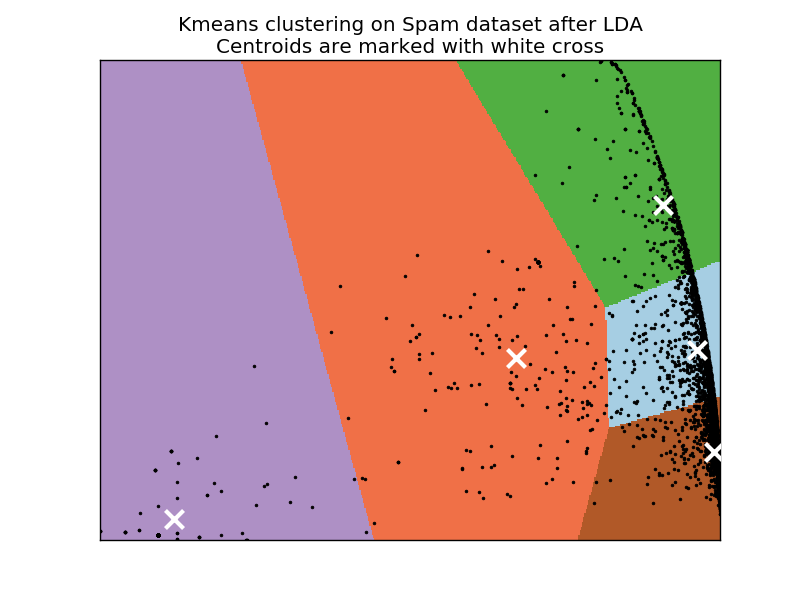 Kmeans clustering on Spam dataset after LDA
Centroids are marked with white cross